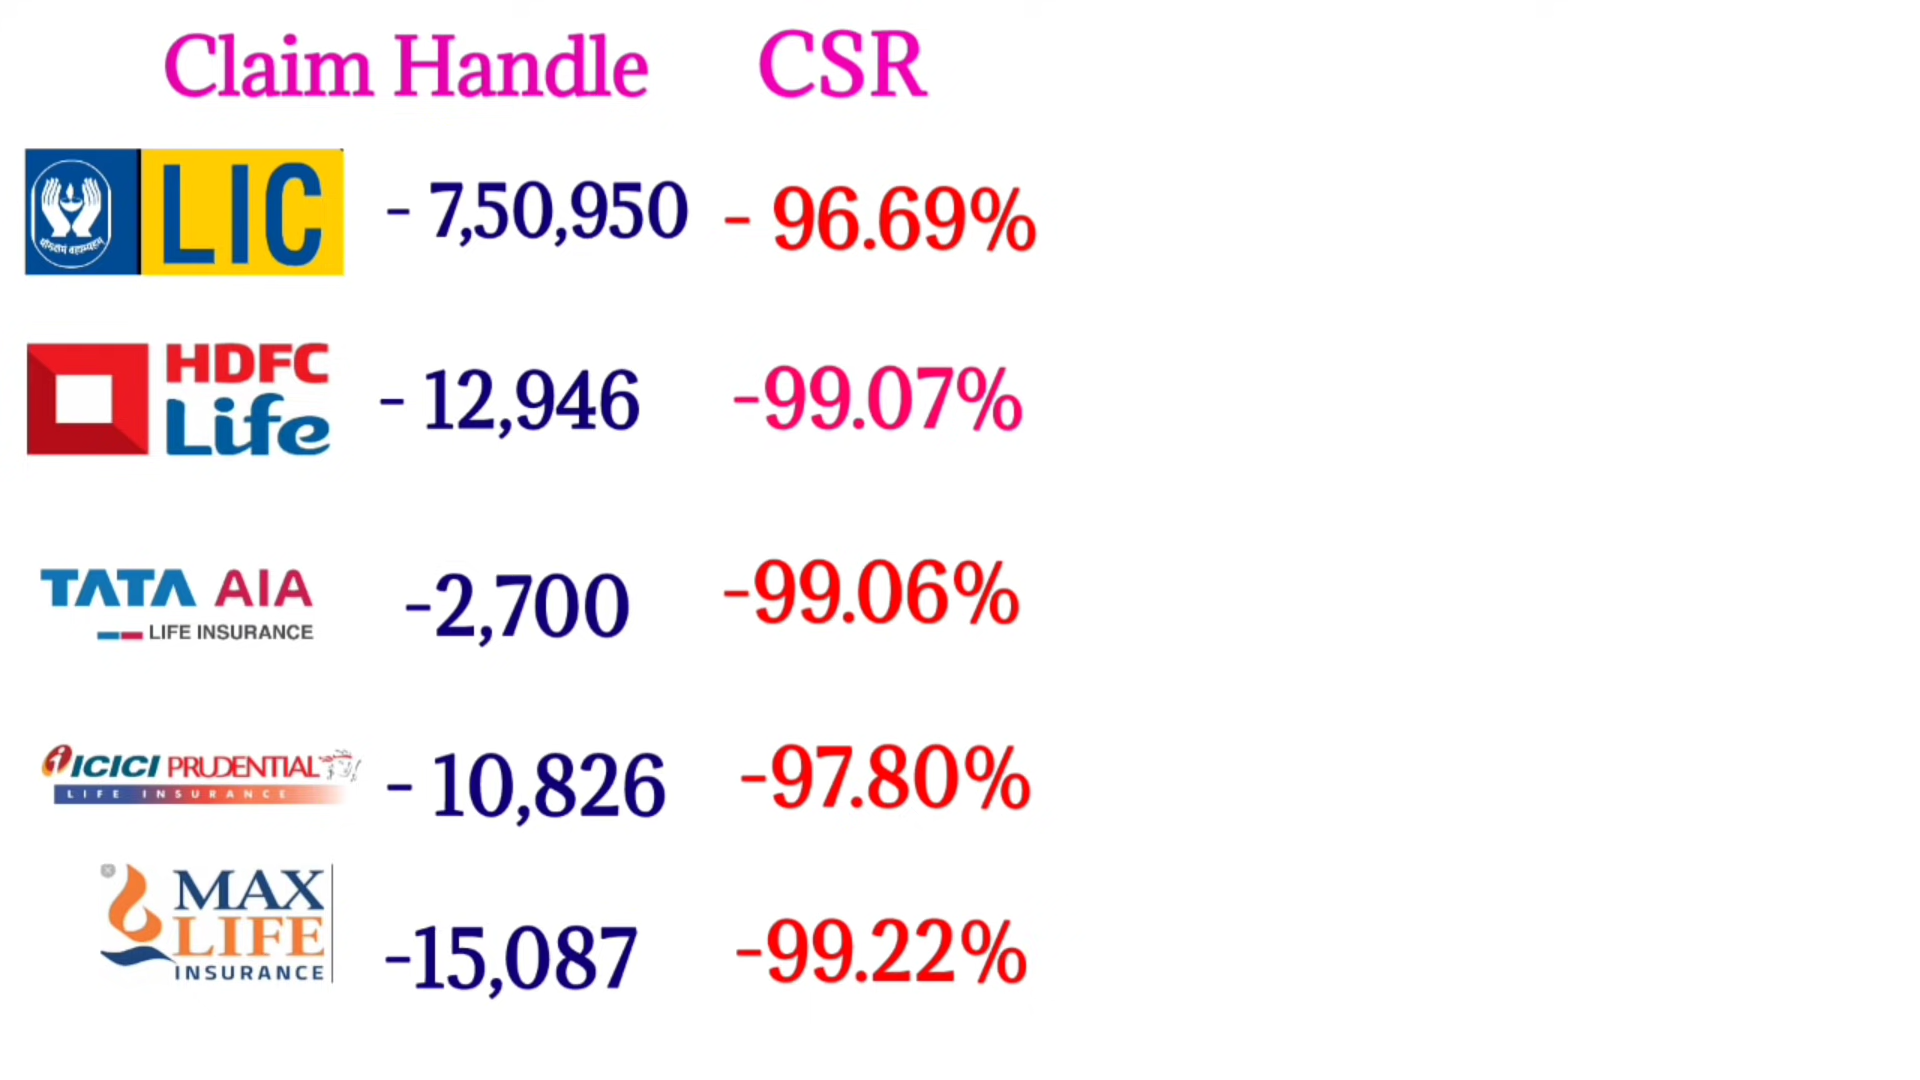 Claim Handle CSR
LIC - 7,50,950 - 96.69%
HDFC
Life - 12,946 -99.07%
TATA AIA
LIFE INSURANCE -2,700 -99.06%
ICICI PRUDENTIAL
LIFE INSURANCE - 10,826 -97.80%
MAX
LIFE
INSURANCE -15,087 -99.22%